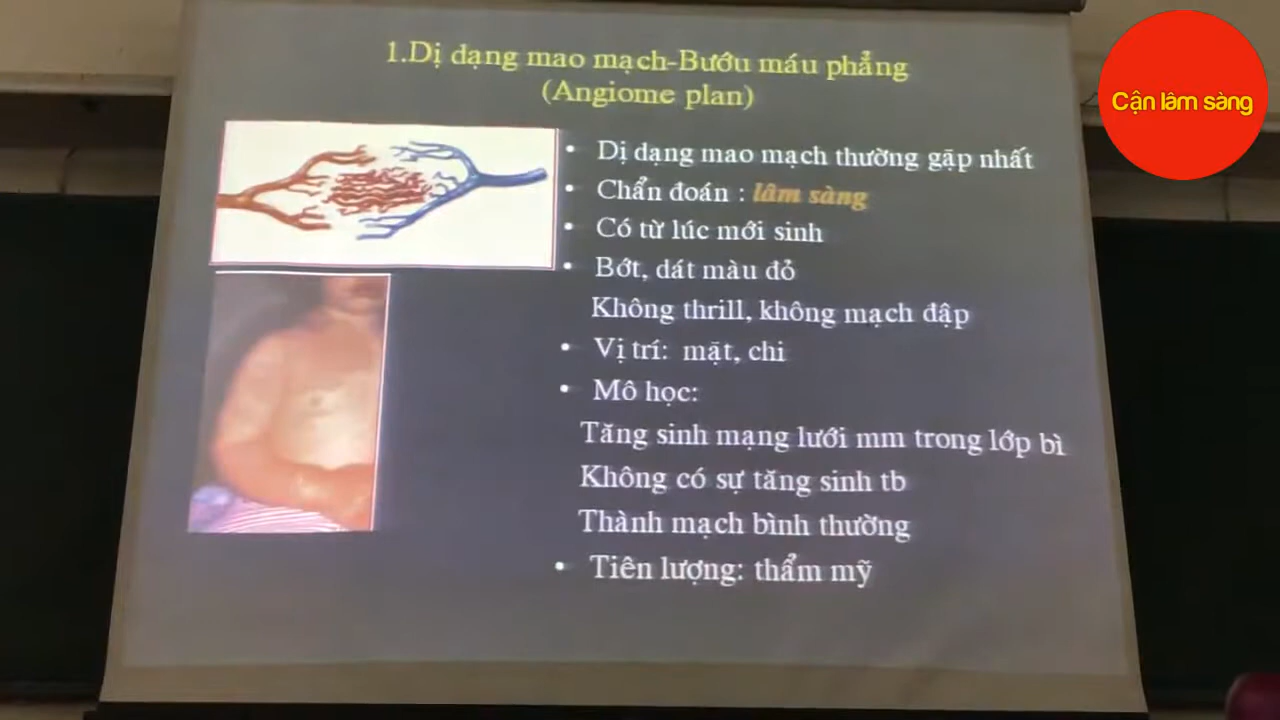 1.Dị dạng mao mạch-Bướu máu phẳng
(Angiome plan)
Cận lâm sàng
• Dị dạng mao mạch thường gặp nhất
• Chẩn đoán : lâm sàng
• Có từ lúc mới sinh
• Bớt, dát màu đỏ
Không thrill, không mạch đập
• Vị trí: mặt, chi
• Mô học:
Tăng sinh mạng lưới mm trong lớp bì
Không có sự tăng sinh tb
Thành mạch bình thường
• Tiên lượng: thẩm mỹ